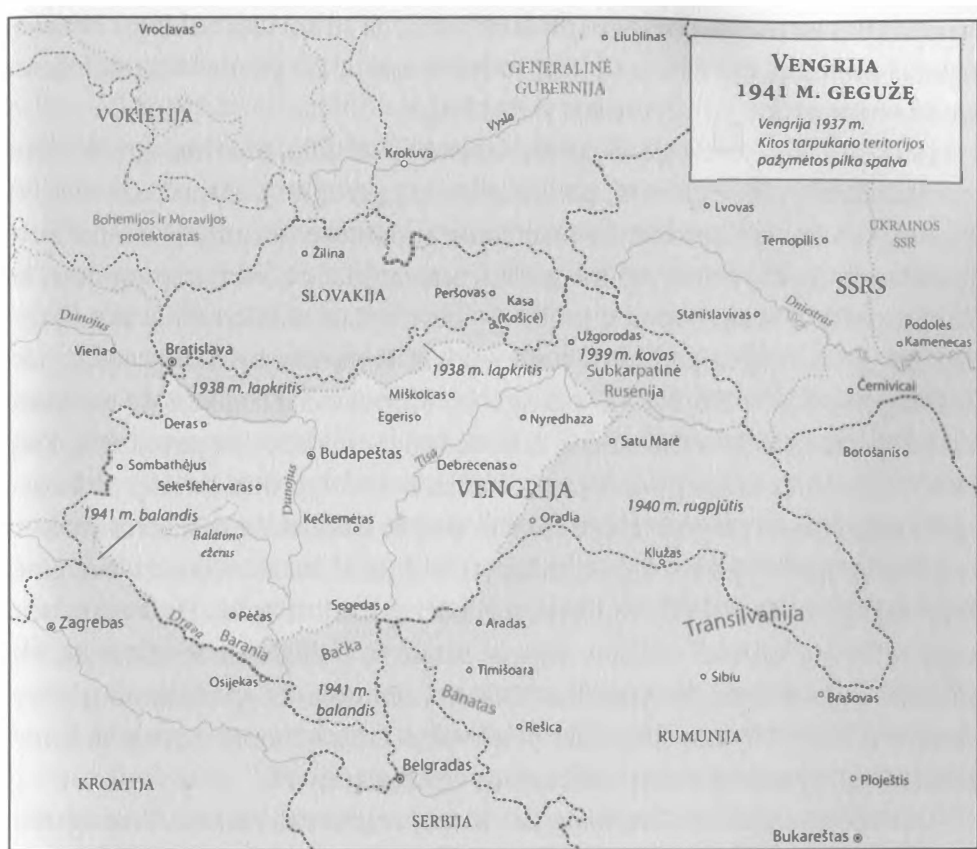 Vroclavas
Liublinas
GENERALINĖ
GUBERNIJA
VENGRIJA
1941 M. GEGUŽĘ
Vengrija 1937 m.
Kitos tarpukario teritorijos
pažymėtos pilka spalva
VOKIETIJA
Vysla
Krokuva
Lvovas
Bohemijos ir Moravijos
protektoratas
Ternopilis
UKRAINOS
SSR
Žilina
SLOVAKIJA
Peršovas
Kasa
(Košicė)
SSRS
Stanislavivas
Dunojus
Dniestras
Viena
Bratislava
Užgorodas
Podolės
Kamenecas
1938 m. lapkritis
1938 m. lapkritis
1939 m. kovas
Subkarpatinė
Rusėnija
Miškolcas
Černivicai
Deras
Egeris
Nyredhaza
Satu Marė
Budapeštas
Tisa
Botošanis
Sombathėjus
Debrecenas
Sekešfehėrvaras
Dunojus
VENGRIJA
1941 m. balandis
Kečkemėtas
Oradia
1940 m. rugpjūtis
Balatono
ežeras
Klužas
Segedas
Zagrebas
Pėčas
Aradas
Transilvanija
Drava
Barania
Bačka
Osijekas
Timišoara
Sibiu
1941 m.
balandis
Banatas
Brašovas
Rešica
RUMUNIJA
Belgradas
KROATIJA
Ploještis
SERBIJA
Bukareštas